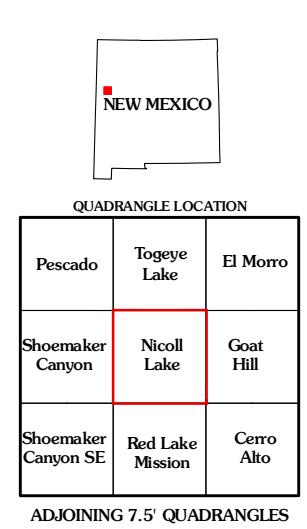 NEW MEXICO
QUADRANGLE LOCATION
Pescado
Togeye
Lake
El Morro
Shoemaker
Canyon
Nicoll
Lake
Goat
Hill
Shoemaker
Canyon SE
Red Lake
Mission
Cerro
Alto
ADJOINING 7.5' QUADRANGLES